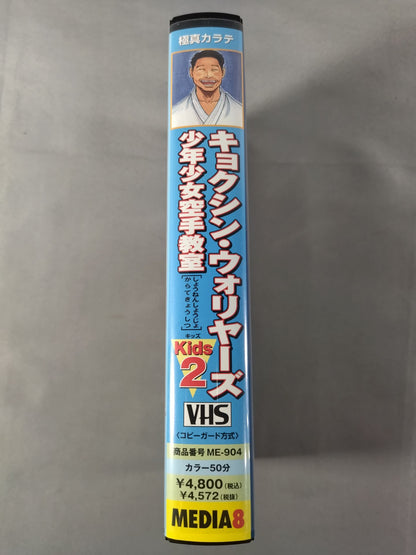 極真カラテ
キョクシン・ウォリヤーズ
少年少女空手教室
しょうねんしょうじょ
からてきょうしつ
キッズ
Kids
2
VHS
〈コピーガード方式〉
商品番号 ME-904
カラー50分
￥4,800(税込)
￥4,572(税抜)
MEDIA8